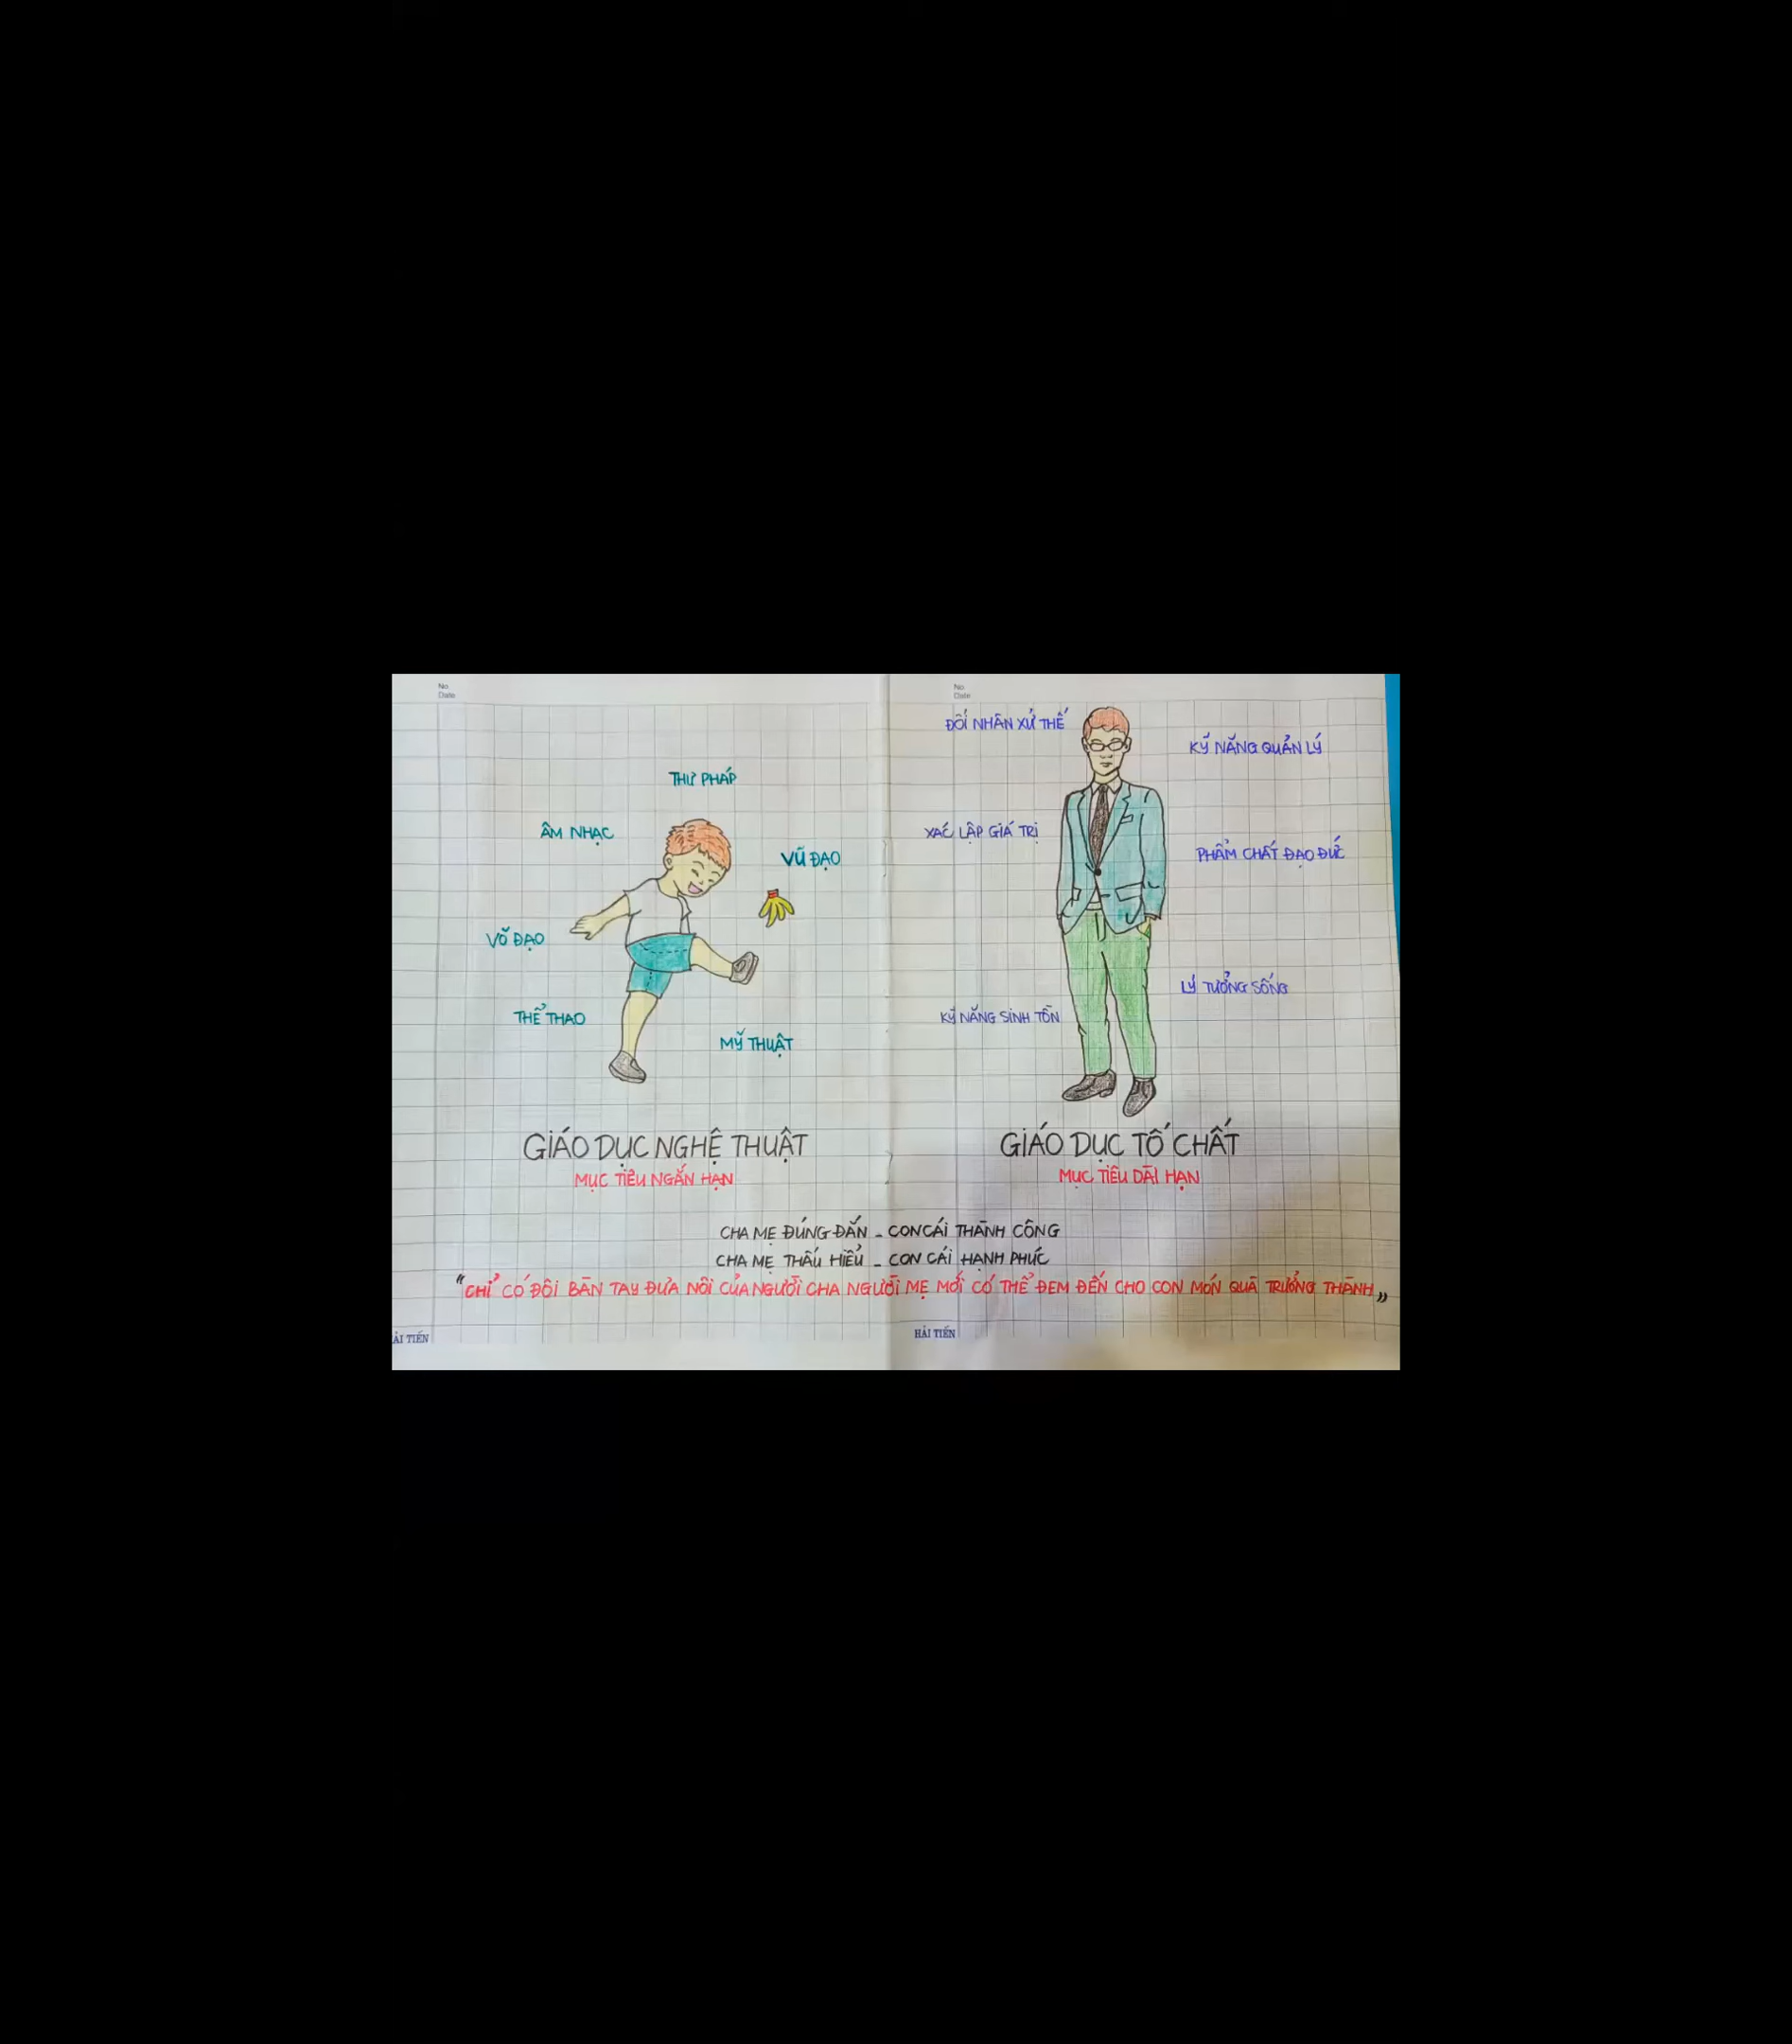 No.
Date
THƯ PHÁP
ÂM NHẠC
VŨ ĐẠO
VÕ ĐẠO
THỂ THAO
MỸ THUẬT
GIÁO DỤC NGHỆ THUẬT
MỤC TIÊU NGẮN HẠN
No.
Date
ĐỐI NHÂN XỬ THẾ
KỸ NĂNG QUẢN LÝ
XÁC LẬP GIÁ TRỊ
PHẨM CHẤT ĐẠO ĐỨC
LÝ TƯỞNG SỐNG
KỸ NĂNG SINH TỒN
GIÁO DỤC TỐ CHẤT
MỤC TIÊU DÀI HẠN
CHA MẸ ĐÚNG ĐẮN - CON CÁI THÀNH CÔNG
CHA MẸ THẤU HIỂU - CON CÁI HẠNH PHÚC
"CHỈ CÓ ĐÔI BÀN TAY ĐƯA NÔI CỦA NGƯỜI CHA NGƯỜI MẸ MỚI CÓ THỂ ĐEM ĐẾN CHO CON MÓN QUÀ TRƯỞNG THÀNH"
ẢI TIẾN
HẢI TIẾN